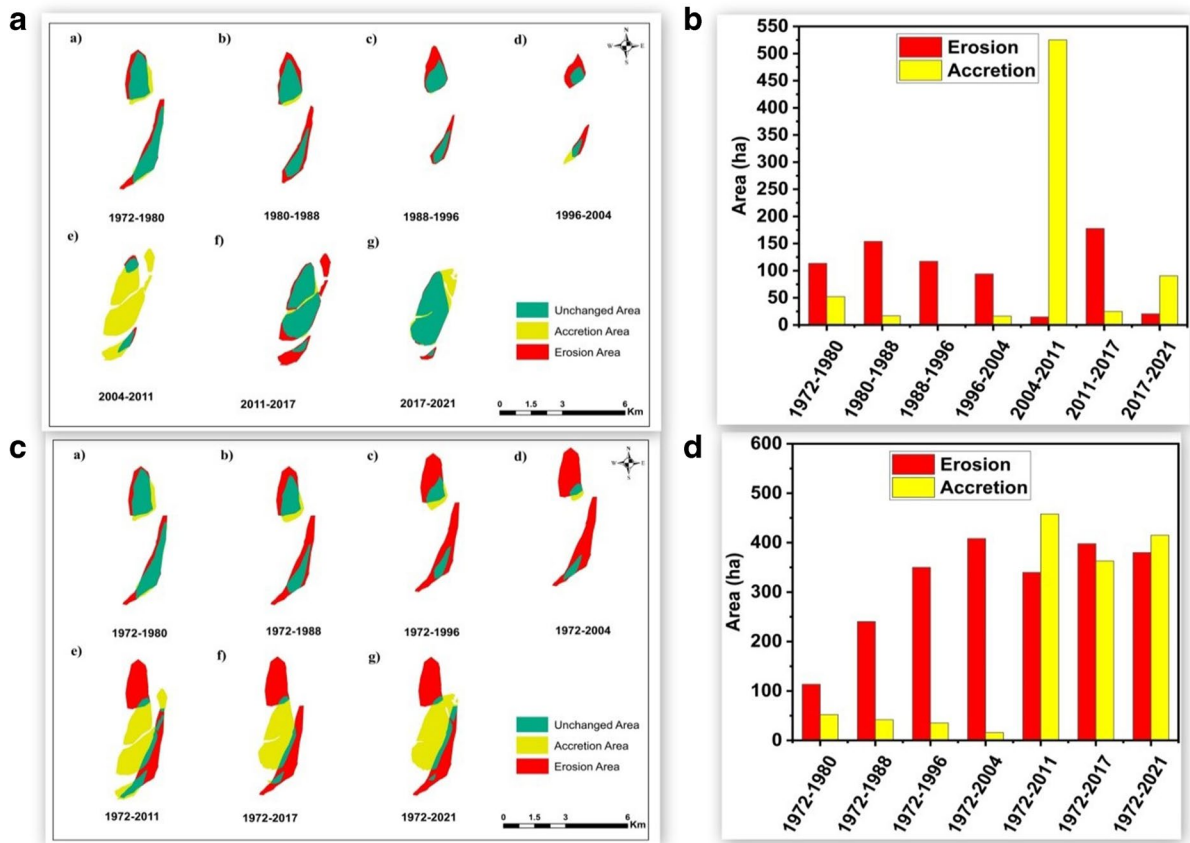 a
a)
b)
c)
d)
N
W E
S
1972-1980
1980-1988
1988-1996
1996-2004
e)
f)
g)
Unchanged Area
Accretion Area
Erosion Area
2004-2011
2011-2017
2017-2021
0 1.5 3 6
Km
b
Erosion
Accretion
Area (ha)
550
500
450
400
350
300
250
200
150
100
50
0
1972-1980
1980-1988
1988-1996
1996-2004
2004-2011
2011-2017
2017-2021
c
a)
b)
c)
d)
N
W E
S
1972-1980
1972-1988
1972-1996
1972-2004
e)
f)
g)
Unchanged Area
Accretion Area
Erosion Area
1972-2011
1972-2017
1972-2021
0 1.5 3 6
Km
d
Erosion
Accretion
Area (ha)
600
500
400
300
200
100
0
1972-1980
1972-1988
1972-1996
1972-2004
1972-2011
1972-2017
1972-2021